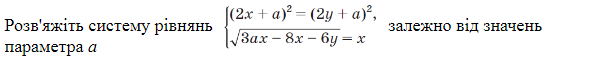 Розв'яжіть систему рівнянь {(2x + a)² = (2y + a)², залежно від значень
√(3ax − 8x − 6y) = x
параметра a